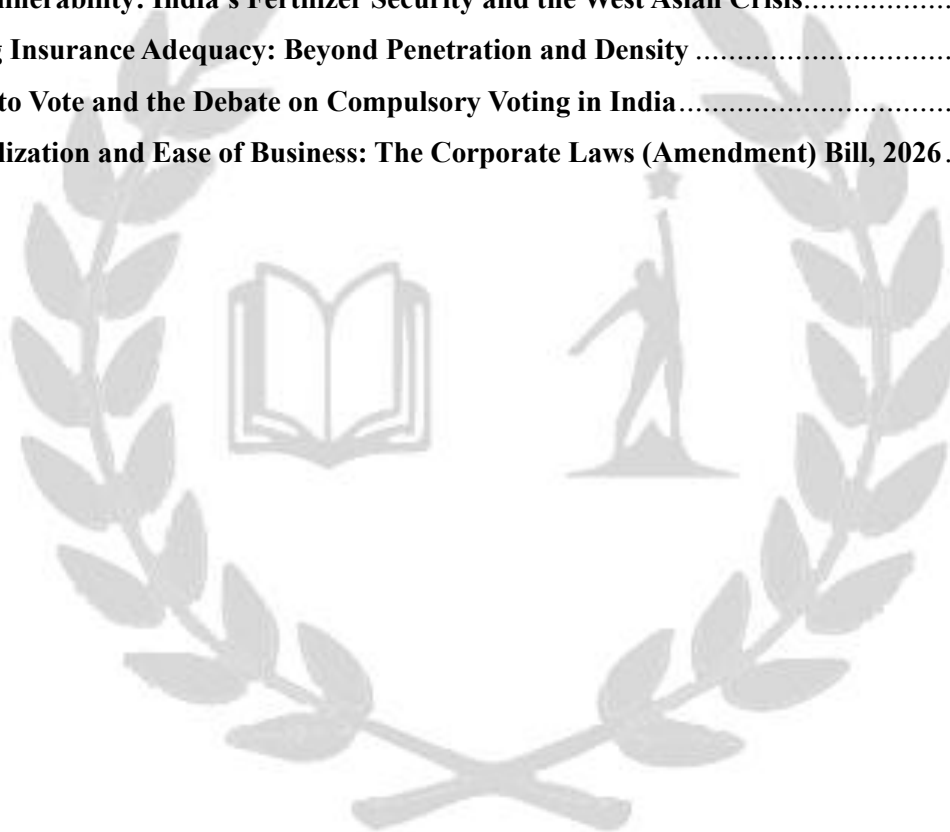 Vulnerability: India's Fertilizer Security and the West Asian Crisis....................
Insurance Adequacy: Beyond Penetration and Density ....................................
to Vote and the Debate on Compulsory Voting in India......................................
lization and Ease of Business: The Corporate Laws (Amendment) Bill, 2026.